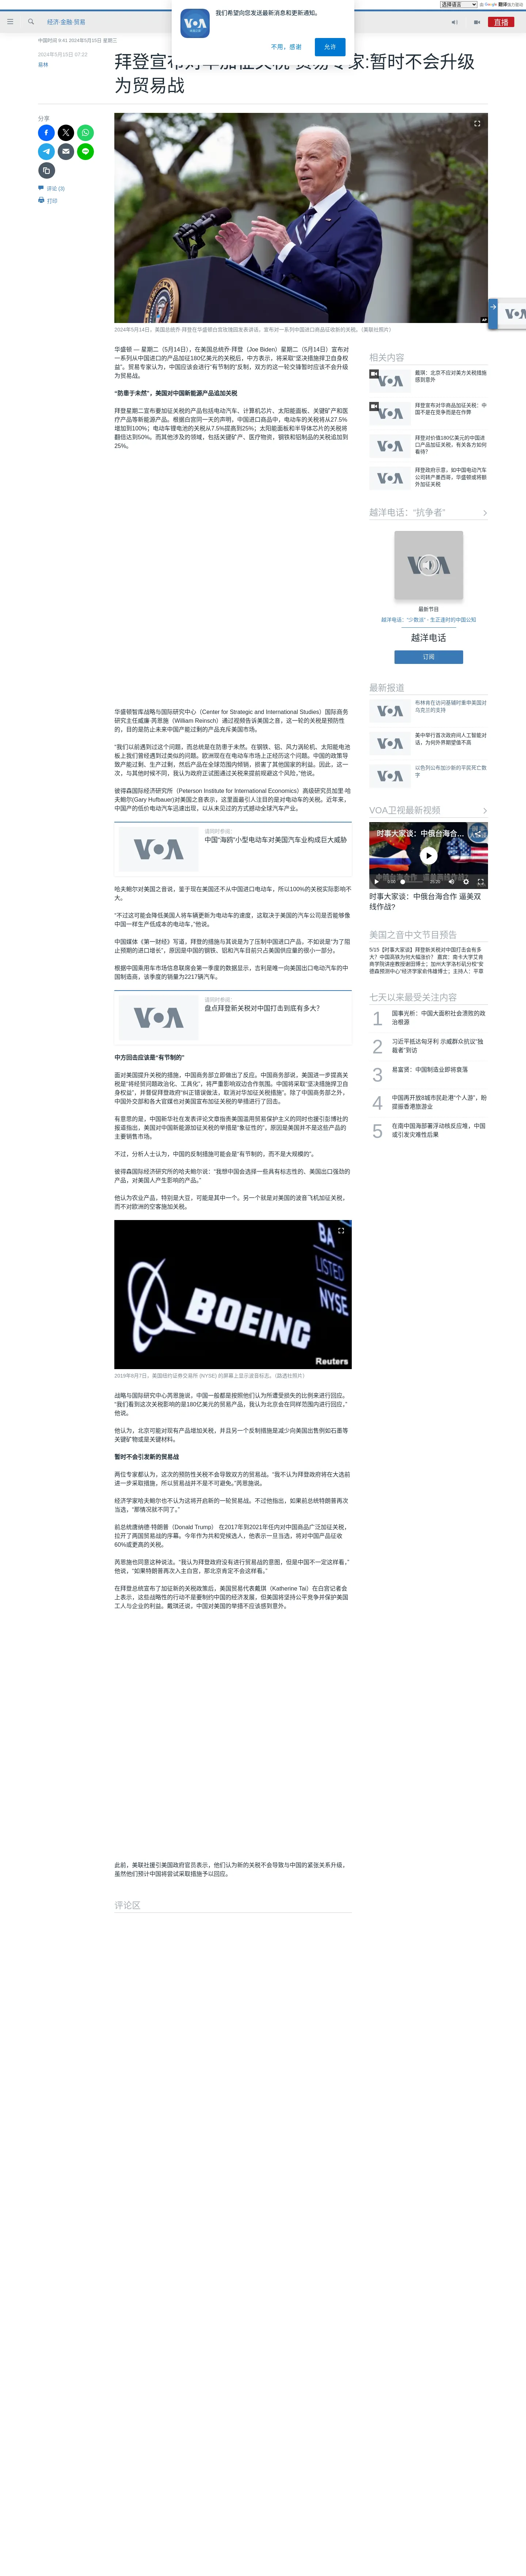 选择语言
由 Google 翻译强力驱动
我们希望向您发送最新消息和更新通知。
不用，感谢
允许
经济·金融·贸易
直播
中国时间 9:41 2024年5月15日 星期三
2024年5月15日 07:22
易林
拜登宣布对华加征关税 贸易专家:暂时不会升级为贸易战
分享
评论 (3)
打印
AP
2024年5月14日，美国总统乔·拜登在华盛顿白宫玫瑰园发表讲话，宣布对一系列中国进口商品征收新的关税。（美联社图片）
华盛顿 — 星期二（5月14日），在美国总统乔·拜登（Joe Biden）星期二（5月14日）宣布对
一系列从中国进口的产品加征180亿美元的关税后，中方表示，将采取“坚决措施捍卫自身权
益”。贸易专家认为，中国应该会进行“有节制的”反制，双方的这一轮交锋暂时应该不会升级
为贸易战。
“防患于未然”，美国对中国新能源产品追加关税
拜登星期二宣布要加征关税的产品包括电动汽车、计算机芯片、太阳能面板、关键矿产和医
疗产品等新能源和关键产品。根据白宫同一天的声明，中国进口商品中，电动车的关税将从27.5%
增加到100%；电动车锂电池的关税从7.5%提高到25%；太阳能面板和半导体芯片的关税将
翻倍达到50%。而其他涉及的领域，包括关键矿产、医疗物资，钢铁和铝制品的关税追加到
25%。
华盛顿智库战略与国际研究中心（Center for Strategic and International Studies）国际商务
研究主任威廉·芮恩施（William Reinsch）通过视频告诉美国之音，这一轮的关税是预防性
的，目的是防止未来中国产能过剩的产品充斥美国市场。
“我们以前遇到过这个问题，而总统是在防患于未然。在钢铁、铝、风力涡轮机、太阳能电池
板上我们曾经遇到过类似的问题。欧洲现在在电动车市场上正经历这个问题。中国的政策导
致产能过剩、生产过剩，然后产品在全球范围内倾销，损害了其他国家的利益。因此，这一
次，与其他时候不同，我认为政府正试图通过关税来提前规避这个风险，”他说。
彼得森国际经济研究所（Peterson Institute for International Economics）高级研究员加里·哈
夫鲍尔(Gary Hufbauer)对美国之音表示，这里面最引人注目的是对电动车的关税。近年来，
中国产的低价电动汽车迅速出现，以从未见过的方式撼动全球汽车产业。
请同时参阅：
中国“海鸥”小型电动车对美国汽车业构成巨大威胁
哈夫鲍尔对美国之音说，鉴于现在美国还不从中国进口电动车，所以100%的关税实际影响不
大。
“不过这可能会降低美国人将车辆更新为电动车的速度，这取决于美国的汽车公司是否能够像
中国一样生产低成本的电动车，”他说。
中国媒体《第一财经》写道，拜登的措施与其说是为了压制中国进口产品，不如说是“为了阻
止预期的进口增长”，原因是中国的钢铁、铝和汽车目前只占美国供应量的很小一部分。
根据中国乘用车市场信息联席会第一季度的数据显示，吉利是唯一向美国出口电动汽车的中
国制造商，该季度的销量为2217辆汽车。
请同时参阅：
盘点拜登新关税对中国打击到底有多大？
中方回击应该是“有节制的”
面对美国提升关税的措施，中国商务部立即做出了反应。中国商务部说，美国进一步提高关
税是“将经贸问题政治化、工具化”，将严重影响双边合作氛围。中国将采取“坚决措施捍卫自
身权益”，并督促拜登政府“纠正错误做法，取消对华加征关税措施”。除了中国商务部之外，
中国外交部和各大官媒也对美国宣布加征关税的举措进行了回击。
有意思的是，中国新华社在发表评论文章指责美国滥用贸易保护主义的同时也援引彭博社的
报道指出，美国对中国新能源加征关税的举措是“象征性的”，原因是美国并不是这些产品的
主要销售市场。
不过，分析人士认为，中国的反制措施可能会是“有节制的，而不是大规模的”。
彼得森国际经济研究所的哈夫鲍尔说：“我想中国会选择一些具有标志性的、美国出口强劲的
产品，对美国人产生影响的产品。”
他认为农业产品，特别是大豆，可能是其中一个。另一个就是对美国的波音飞机加征关税，
而不对欧洲的空客施加关税。
BA
LISTED
NYSE
BOEING
Reuters
2019年8月7日，美国纽约证券交易所 (NYSE) 的屏幕上显示波音标志。（路透社照片）
战略与国际研究中心芮恩施说，中国一般都是按照他们认为所遭受损失的比例来进行回应。
“我们看到这次关税影响的是180亿美元的贸易产品，我认为北京会在同样范围内进行回应，”
他说。
他认为，北京可能对现有产品增加关税，并且另一个反制措施是减少向美国出售例如石墨等
关键矿物或是关键材料。
暂时不会引发新的贸易战
两位专家都认为，这次的预防性关税不会导致双方的贸易战。“我不认为拜登政府将在大选前
进一步采取措施，所以贸易战并不是不可避免，”芮恩施说。
经济学家哈夫鲍尔也不认为这将开启新的一轮贸易战。不过他指出，如果前总统特朗普再次
当选，“那情况就不同了。”
前总统唐纳德·特朗普（Donald Trump） 在2017年到2021年任内对中国商品广泛加征关税，
拉开了两国贸易战的序幕。今年作为共和党候选人，他表示一旦当选，将对中国产品征收
60%或更高的关税。
芮恩施也同意这种说法。“我认为拜登政府没有进行贸易战的意图，但是中国不一定这样看，”
他说，“如果特朗普再次入主白宫，那北京肯定不会这样看。”
在拜登总统宣布了加征新的关税政策后，美国贸易代表戴琪（Katherine Tai）在白宫记者会
上表示，这些战略性的行动不是要制约中国的经济发展，但美国将坚持公平竞争并保护美国
工人与企业的利益。戴琪还说，中国对美国的举措不应该感到意外。
此前，美联社援引美国政府官员表示，他们认为新的关税不会导致与中国的紧张关系升级，
虽然他们预计中国将尝试采取措施予以回应。
评论区
相关内容
戴琪：北京不应对美方关税措施感到意外
拜登宣布对华商品加征关税：中国不是在竞争而是在作弊
拜登对价值180亿美元的中国进口产品加征关税，有关各方如何看待？
拜登政府示意，如中国电动汽车公司转产墨西哥，华盛顿或将额外加征关税
越洋电话：“抗争者”
最新节目
越洋电话：“少数派” - 生正逢时的中国公知
越洋电话
订阅
最新报道
布林肯在访问基辅时重申美国对乌克兰的支持
美中举行首次政府间人工智能对话，为何外界期望值不高
以色列公布加沙新的平民死亡数字
VOA卫视最新视频
时事大家谈：中俄台海合…
时事大家谈：中俄台海合作 逼美双线作战?
美国之音中文节目预告
5/15【时事大家谈】拜登新关税对中国打击会有多大？中国高铁为何大幅涨价？ 嘉宾：南卡大学艾肯商学院讲座教授谢田博士；加州大学洛杉矶分校“安德森预测中心”经济学家俞伟雄博士；主持人：平章
七天以来最受关注内容
1
国事光析：中国大面积社会溃败的政治根源
2
习近平抵达匈牙利 示威群众抗议“独裁者”到访
3
易富贤：中国制造业即将衰落
4
中国再开放8城市民赴港“个人游”，盼提振香港旅游业
5
在南中国海部署浮动核反应堆，中国或引发灾难性后果